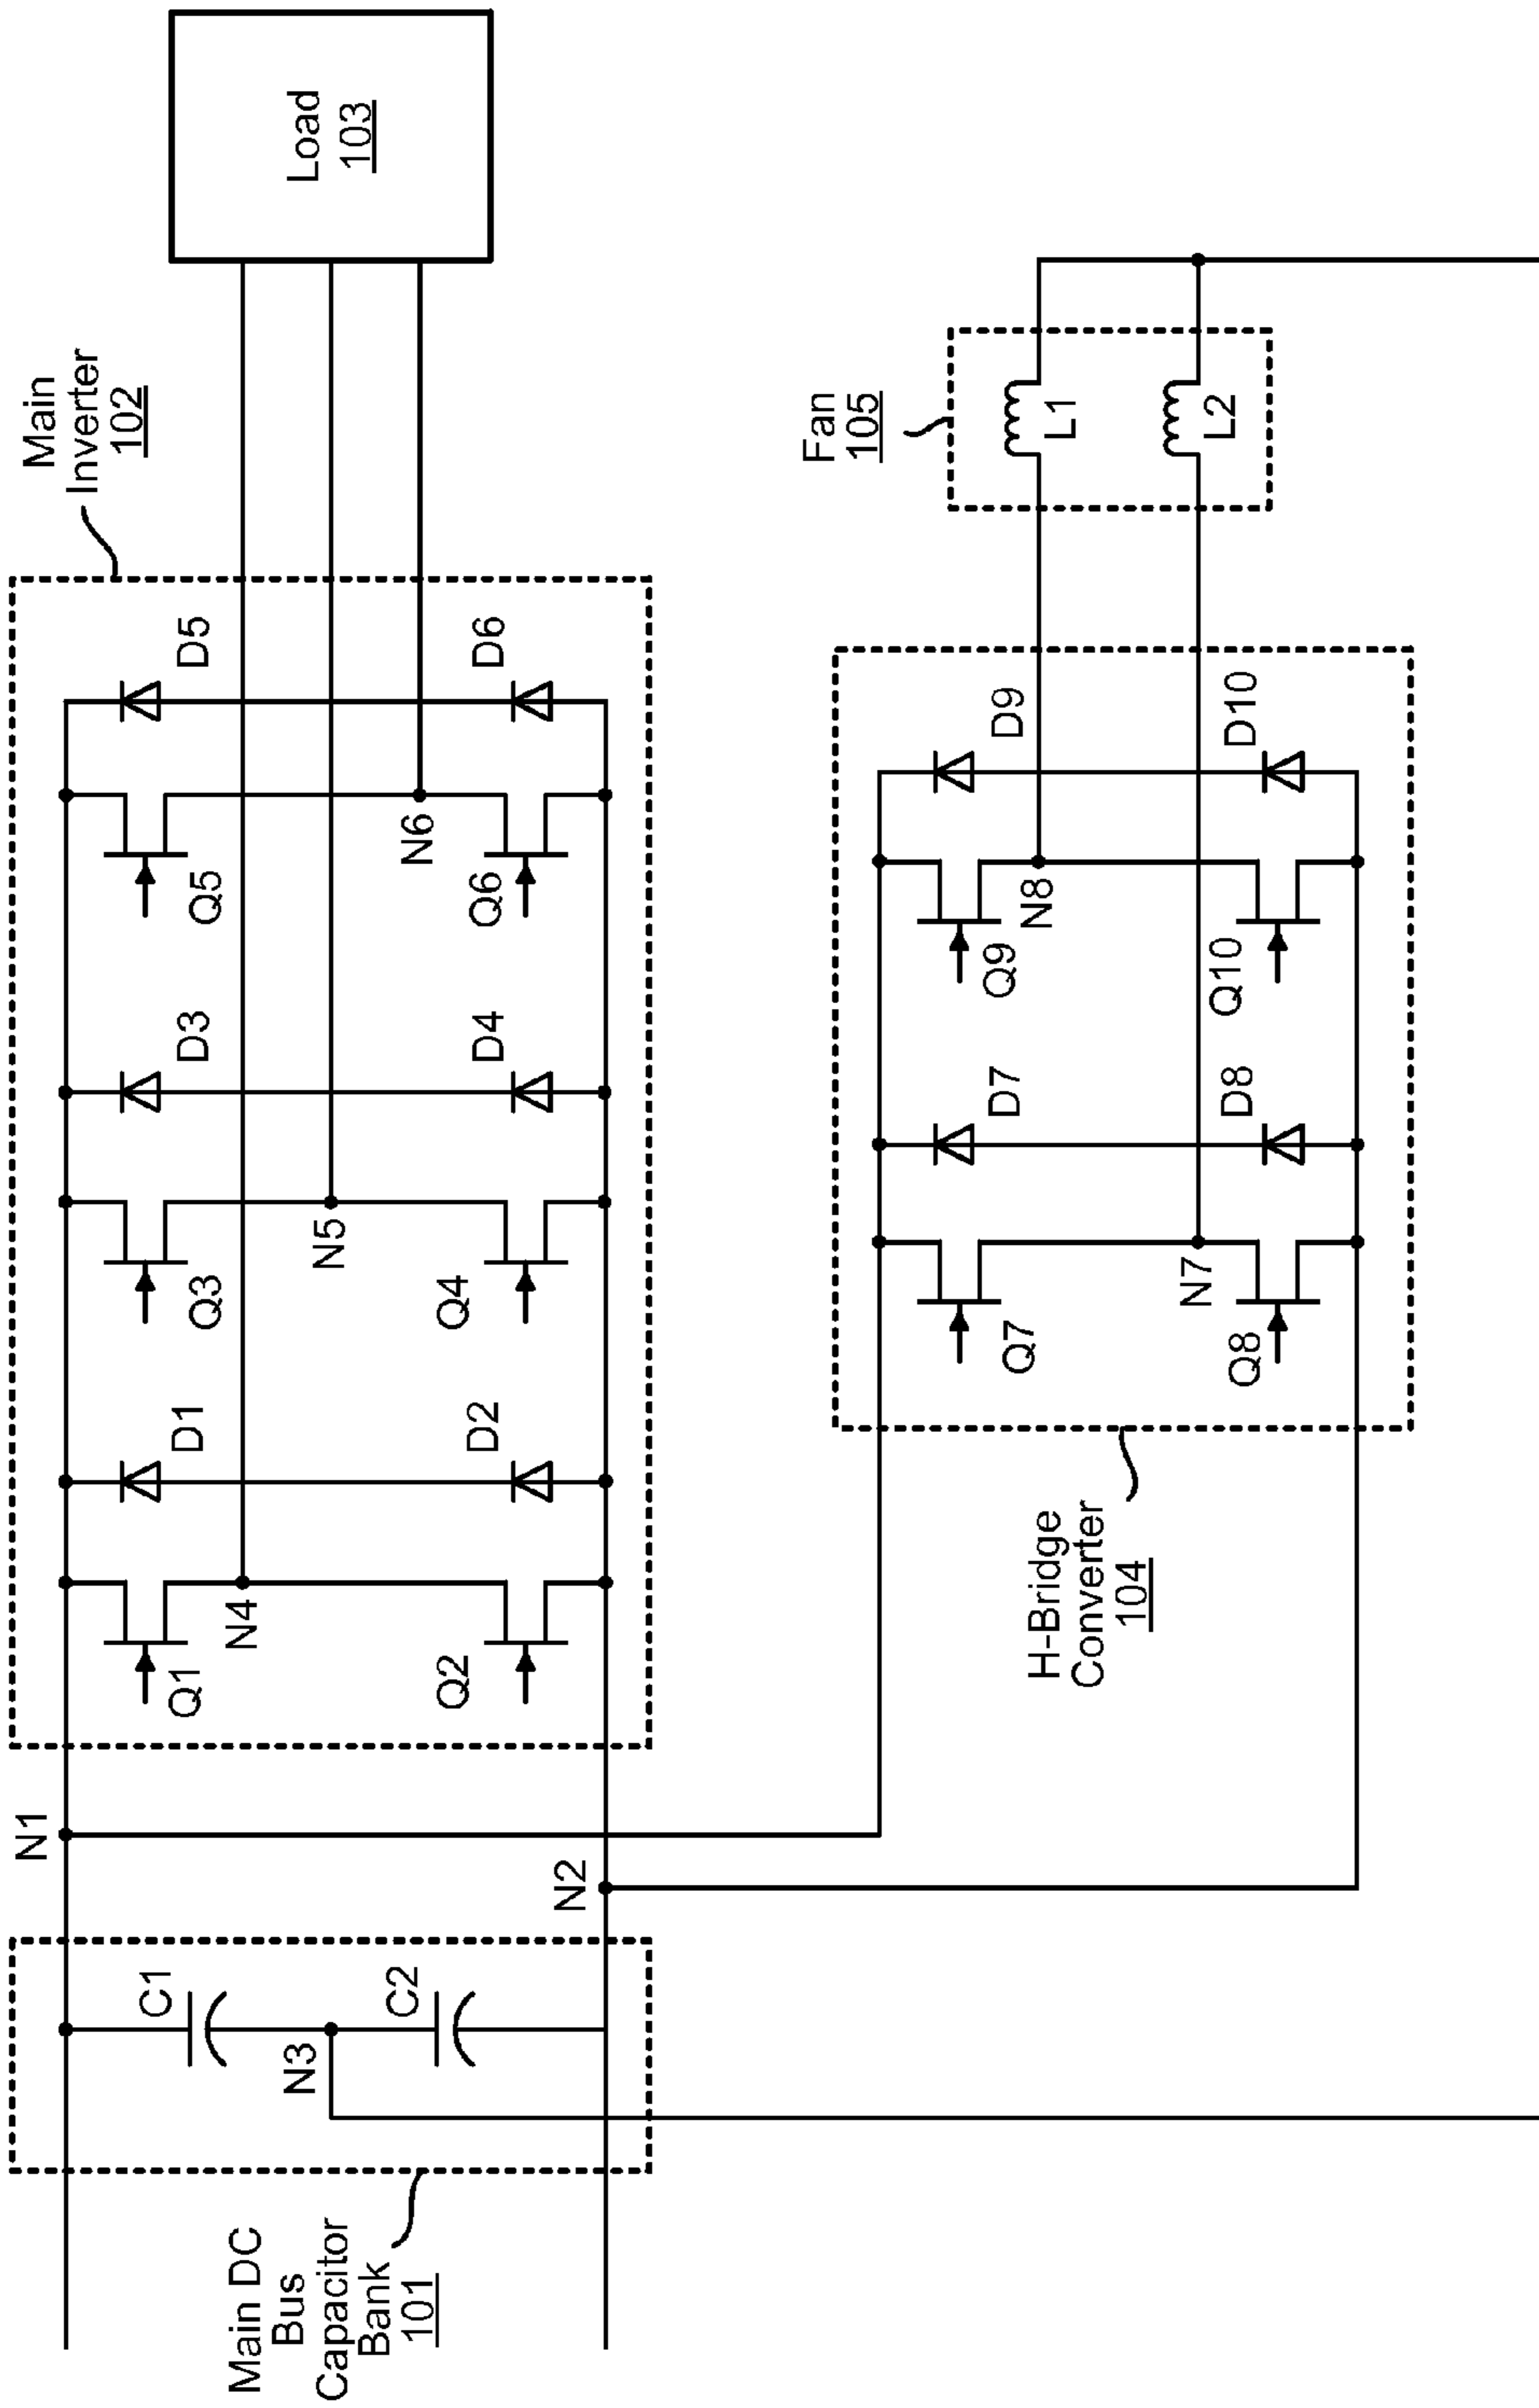 Main
Inverter
102
Load
103
N1
Q1
D1
Q3
D3
Q5
D5
C1
N3
C2
N4
N5
N6
Q2
D2
Q4
D4
Q6
D6
N2
Main DC
Bus
Capacitor
Bank
101
Fan
105
Q7
D7
Q9
D9
L1
N8
N7
L2
Q8
D8
Q10
D10
H-Bridge
Converter
104